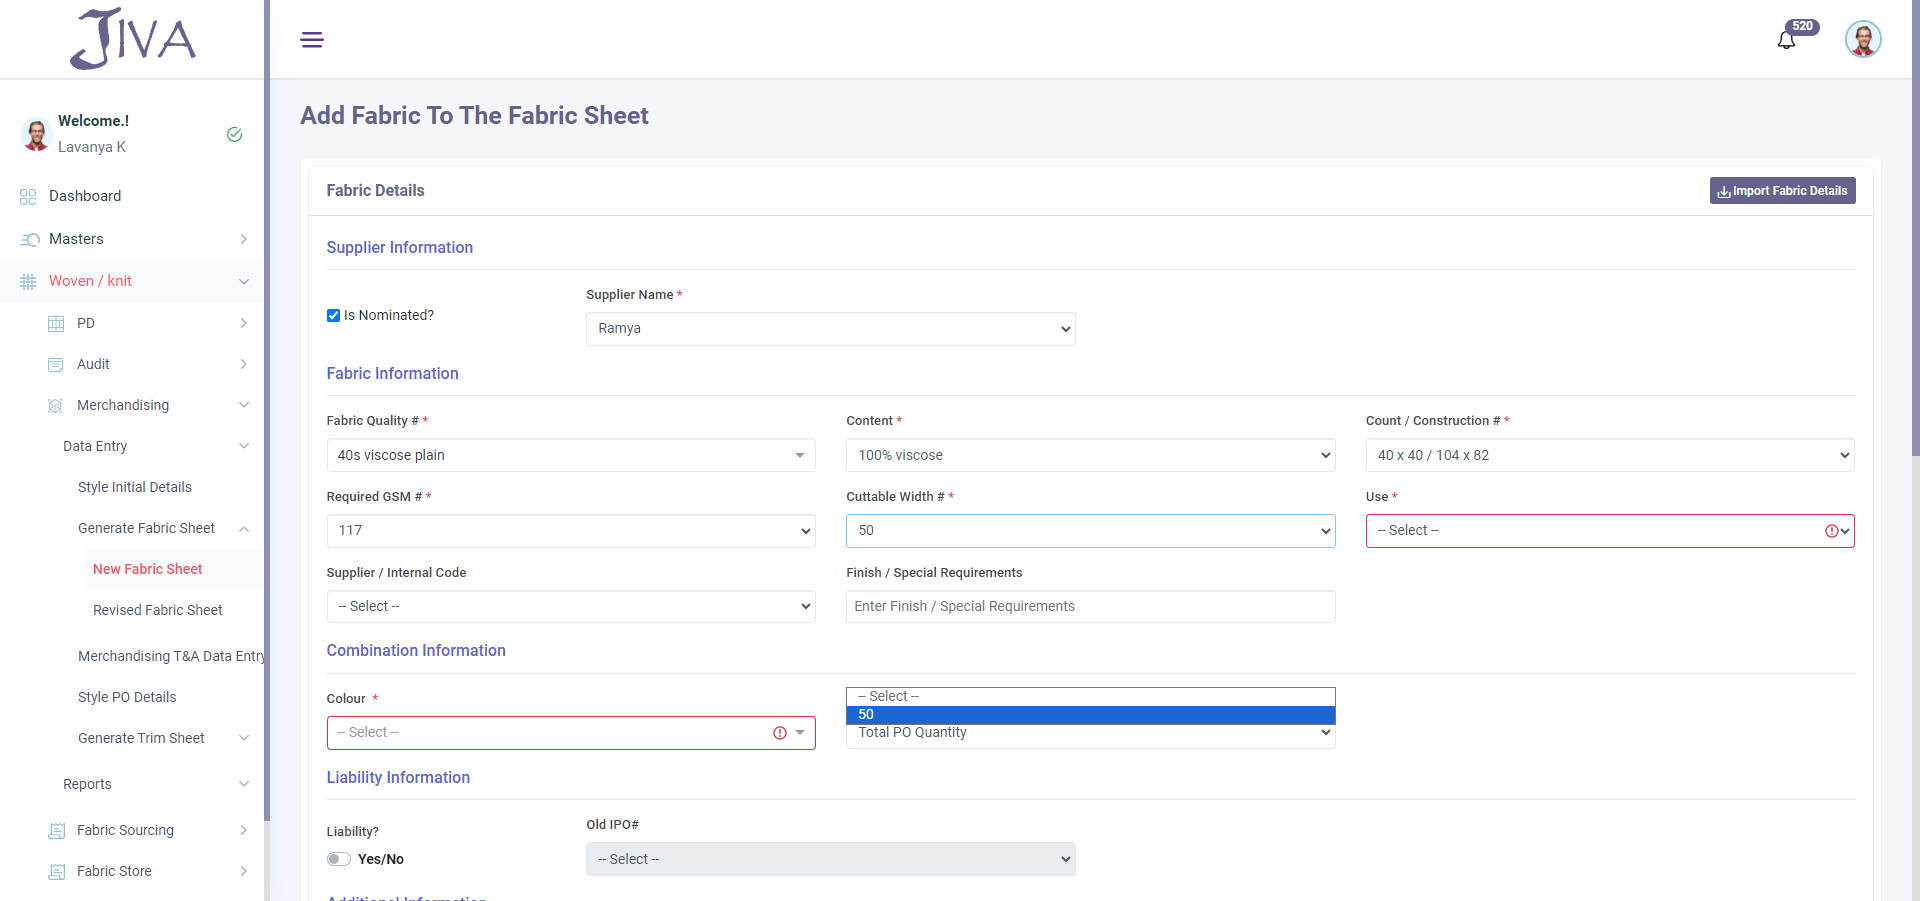 JIVA
520
Welcome.!
Lavanya K
Dashboard
Masters
Woven / knit
PD
Audit
Merchandising
Data Entry
Style Initial Details
Generate Fabric Sheet
New Fabric Sheet
Revised Fabric Sheet
Merchandising T&A Data Entry
Style PO Details
Generate Trim Sheet
Reports
Fabric Sourcing
Fabric Store
Add Fabric To The Fabric Sheet
Fabric Details
Import Fabric Details
Supplier Information
Is Nominated?
Supplier Name *
Ramya
Fabric Information
Fabric Quality # *
Content *
Count / Construction # *
40s viscose plain
100% viscose
40 x 40 / 104 x 82
Required GSM # *
Cuttable Width # *
Use *
117
50
-- Select --
Supplier / Internal Code
Finish / Special Requirements
-- Select --
Enter Finish / Special Requirements
Combination Information
Colour *
-- Select --
-- Select --
50
Total PO Quantity
Liability Information
Liability?
Yes/No
Old IPO#
-- Select --
Additional Information